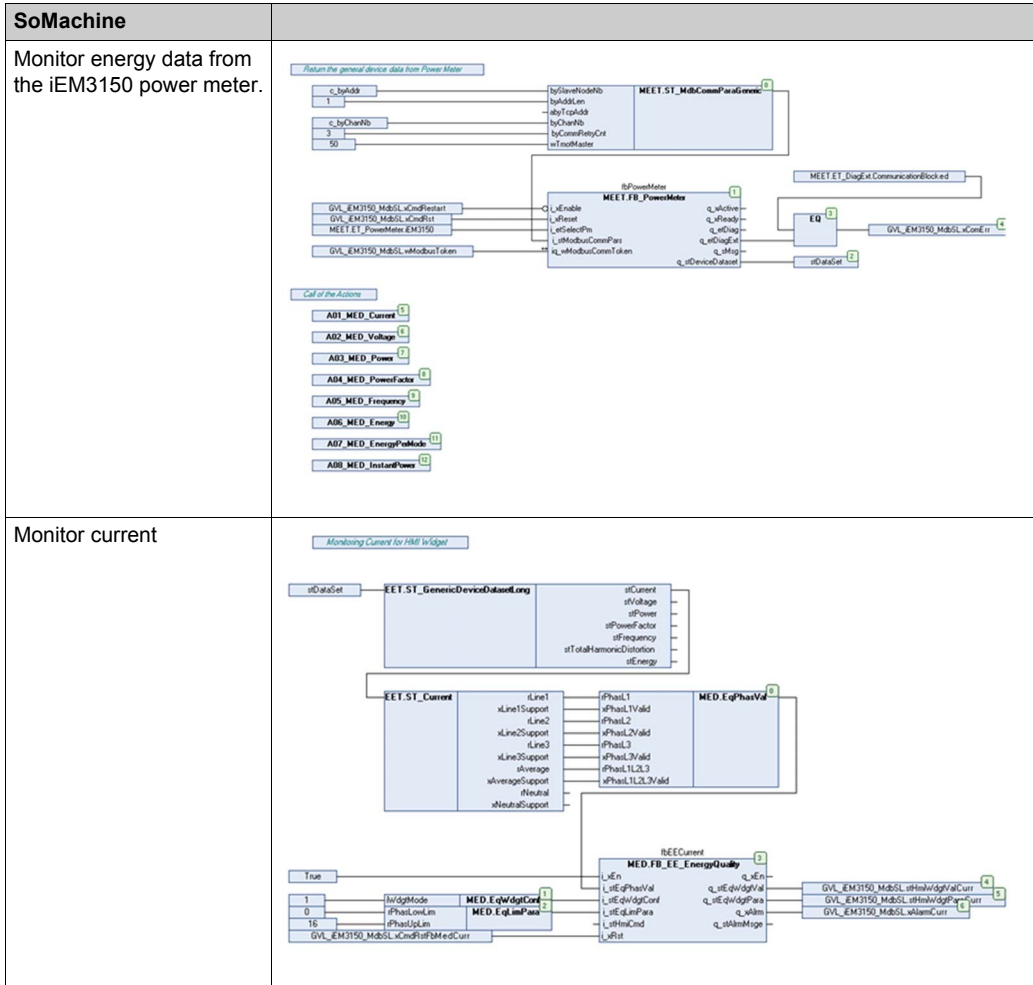 SoMachine
Monitor energy data from
the iEM3150 power meter.
Return the general device data from Power Meter
c_byAddr
1
c_byChanNb
3
50
bySlaveNodeNb
byAddrLen
abyTcpAddr
byChanNb
byCommRetryCnt
wTmotMaster
MEET.ST_MdbCommParaGeneric
0
MEET.ET_DiagExt.CommunicationBlocked
fbPowerMeter
MEET.FB_PowerMeter
1
GVL_iEM3150_MdbSL.xCmdRestart
GVL_iEM3150_MdbSL.xCmdRst
MEET.ET_PowerMeter.iEM3150
GVL_iEM3150_MdbSL.wModbusToken
i_xEnable
i_xReset
i_etSelectPm
i_stModbusCommPars
iq_wModbusCommToken
q_xActive
q_xReady
q_etDiag
q_etDiagExt
q_sMsg
q_stDeviceDataset
EQ
3
GVL_iEM3150_MdbSL.xComErr
4
stDataSet
2
Call of the Actions
A01_MED_Current
5
A02_MED_Voltage
6
A03_MED_Power
7
A04_MED_PowerFactor
8
A05_MED_Frequency
9
A06_MED_Energy
10
A07_MED_EnergyPerMode
11
A08_MED_InstantPower
12
Monitor current
Monitoring Current for HMI Widget
stDataSet
EET.ST_GenericDeviceDatasetLong
stCurrent
stVoltage
stPower
stPowerFactor
stFrequency
stTotalHarmonicDistortion
stEnergy
EET.ST_Current
rLine1
xLine1Support
rLine2
xLine2Support
rLine3
xLine3Support
rAverage
xAverageSupport
rNeutral
xNeutralSupport
rPhasL1
xPhasL1Valid
rPhasL2
xPhasL2Valid
rPhasL3
xPhasL3Valid
rPhasL1L2L3
xPhasL1L2L3Valid
MED.EqPhasVal
0
fbEECurrent
MED.FB_EE_EnergyQuality
3
True
1
0
16
GVL_iEM3150_MdbSL.xCmdRstFbMedCurr
iWdgtMode
rPhasLowLim
rPhasUpLim
MED.EqWdgtConf
1
MED.EqLimPara
2
i_xEn
i_stEqPhasVal
i_stEqWdgtConf
i_stEqLimPara
i_stHmiCmd
i_xRst
q_xEn
q_stEqWdgtVal
q_stEqWdgtPara
q_xAlrm
q_stAlrmMsge
GVL_iEM3150_MdbSL.stHmiWdgtValCurr
4
GVL_iEM3150_MdbSL.stHmiWdgtParaCurr
5
GVL_iEM3150_MdbSL.xAlarmCurr
6